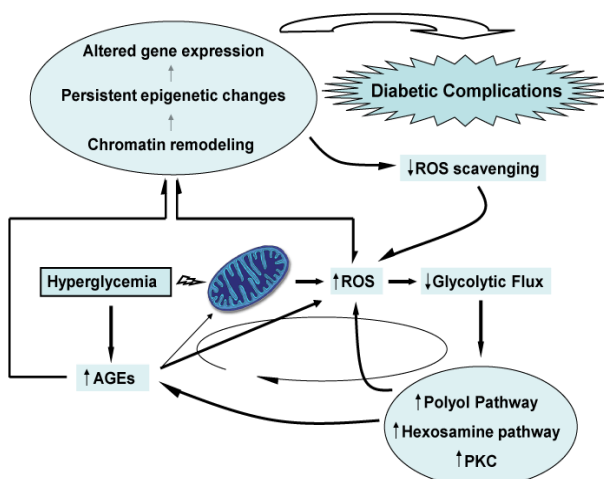 Altered gene expression
Persistent epigenetic changes
Chromatin remodeling
Diabetic Complications
↓ROS scavenging
Hyperglycemia
↑ROS
↓Glycolytic Flux
↑AGEs
↑Polyol Pathway
↑Hexosamine pathway
↑PKC